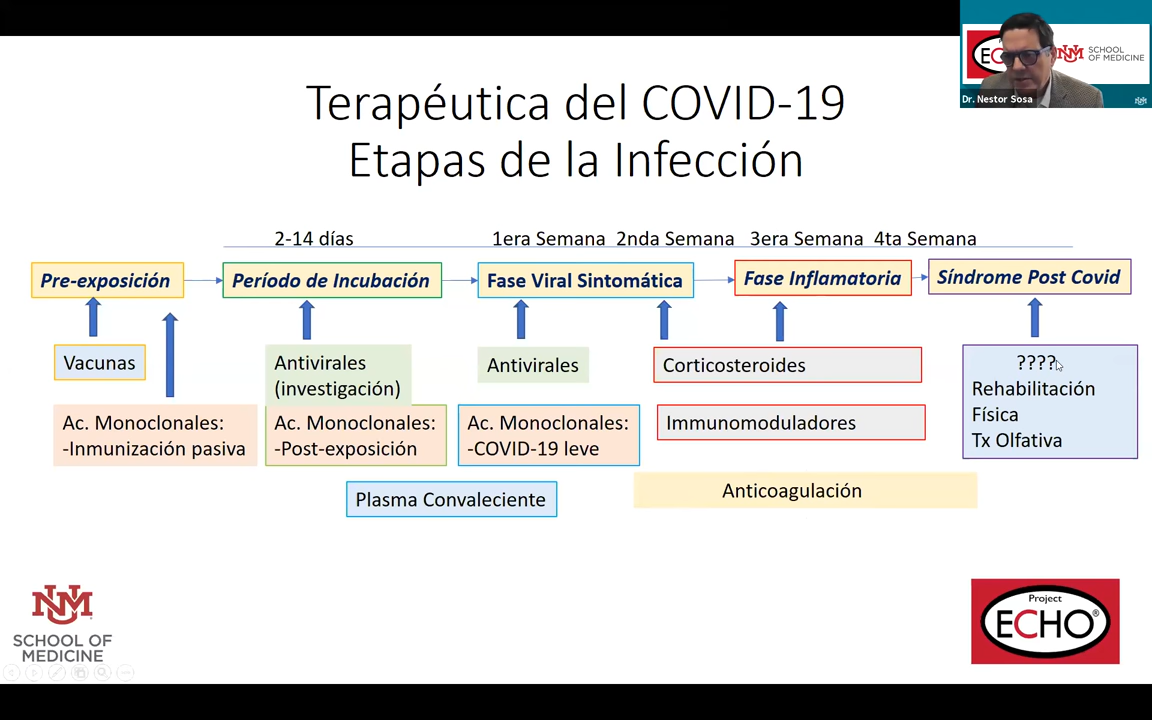 ECHO
UNM
SCHOOL
OF MEDICINE
Dr. Nestor Sosa
Terapéutica del COVID-19
Etapas de la Infección
2-14 días
1era Semana 2nda Semana 3era Semana 4ta Semana
Pre-exposición
Período de Incubación
Fase Viral Sintomática
Fase Inflamatoria
Síndrome Post Covid
Vacunas
Ac. Monoclonales:
-Inmunización pasiva
Antivirales
(investigación)
Ac. Monoclonales:
-Post-exposición
Antivirales
Ac. Monoclonales:
-COVID-19 leve
Plasma Convaleciente
Corticosteroides
Immunomoduladores
Anticoagulación
????
Rehabilitación
Física
Tx Olfativa
UNM
SCHOOL OF
MEDICINE
Project
ECHO®